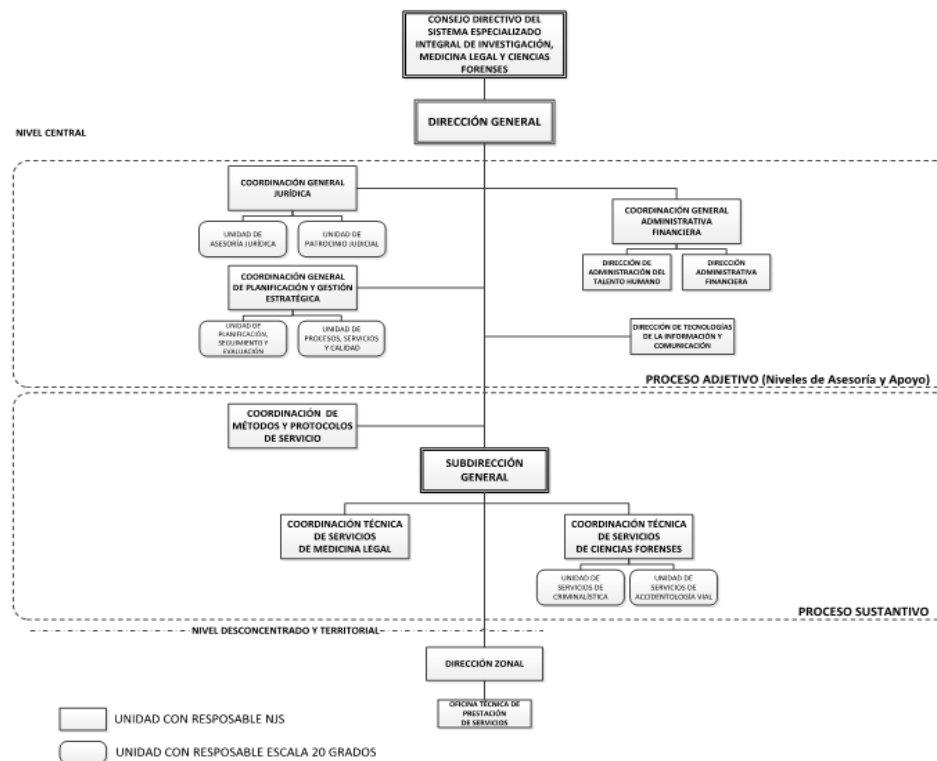 CONSEJO DIRECTIVO DEL
SISTEMA ESPECIALIZADO
INTEGRAL DE INVESTIGACIÓN,
MEDICINA LEGAL Y CIENCIAS
FORENSES
DIRECCIÓN GENERAL
NIVEL CENTRAL
COORDINACIÓN GENERAL
JURÍDICA
UNIDAD DE
ASESORÍA JURÍDICA
UNIDAD DE
PATROCINIO JUDICIAL
COORDINACIÓN GENERAL
ADMINISTRATIVA
FINANCIERA
DIRECCIÓN DE
ADMINISTRACIÓN DEL
TALENTO HUMANO
DIRECCIÓN
ADMINISTRATIVA
FINANCIERA
COORDINACIÓN GENERAL
DE PLANIFICACIÓN Y GESTIÓN
ESTRATÉGICA
UNIDAD DE
PLANIFICACIÓN,
SEGUIMIENTO Y
EVALUACIÓN
UNIDAD DE
PROCESOS, SERVICIOS
Y CALIDAD
DIRECCIÓN DE TECNOLOGÍAS
DE LA INFORMACIÓN Y
COMUNICACIÓN
PROCESO ADJETIVO (Niveles de Asesoría y Apoyo)
COORDINACIÓN DE
MÉTODOS Y PROTOCOLOS
DE SERVICIO
SUBDIRECCIÓN
GENERAL
COORDINACIÓN TÉCNICA
DE SERVICIOS
DE MEDICINA LEGAL
COORDINACIÓN TÉCNICA
DE SERVICIOS
DE CIENCIAS FORENSES
UNIDAD DE
SERVICIOS DE
CRIMINALÍSTICA
UNIDAD DE
SERVICIOS DE
ACCIDENTOLOGÍA VIAL
PROCESO SUSTANTIVO
NIVEL DESCONCENTRADO Y TERRITORIAL
DIRECCIÓN ZONAL
OFICINA TÉCNICA DE
PRESTACIÓN
DE SERVICIOS
UNIDAD CON RESPOSABLE NJS
UNIDAD CON RESPOSABLE ESCALA 20 GRADOS